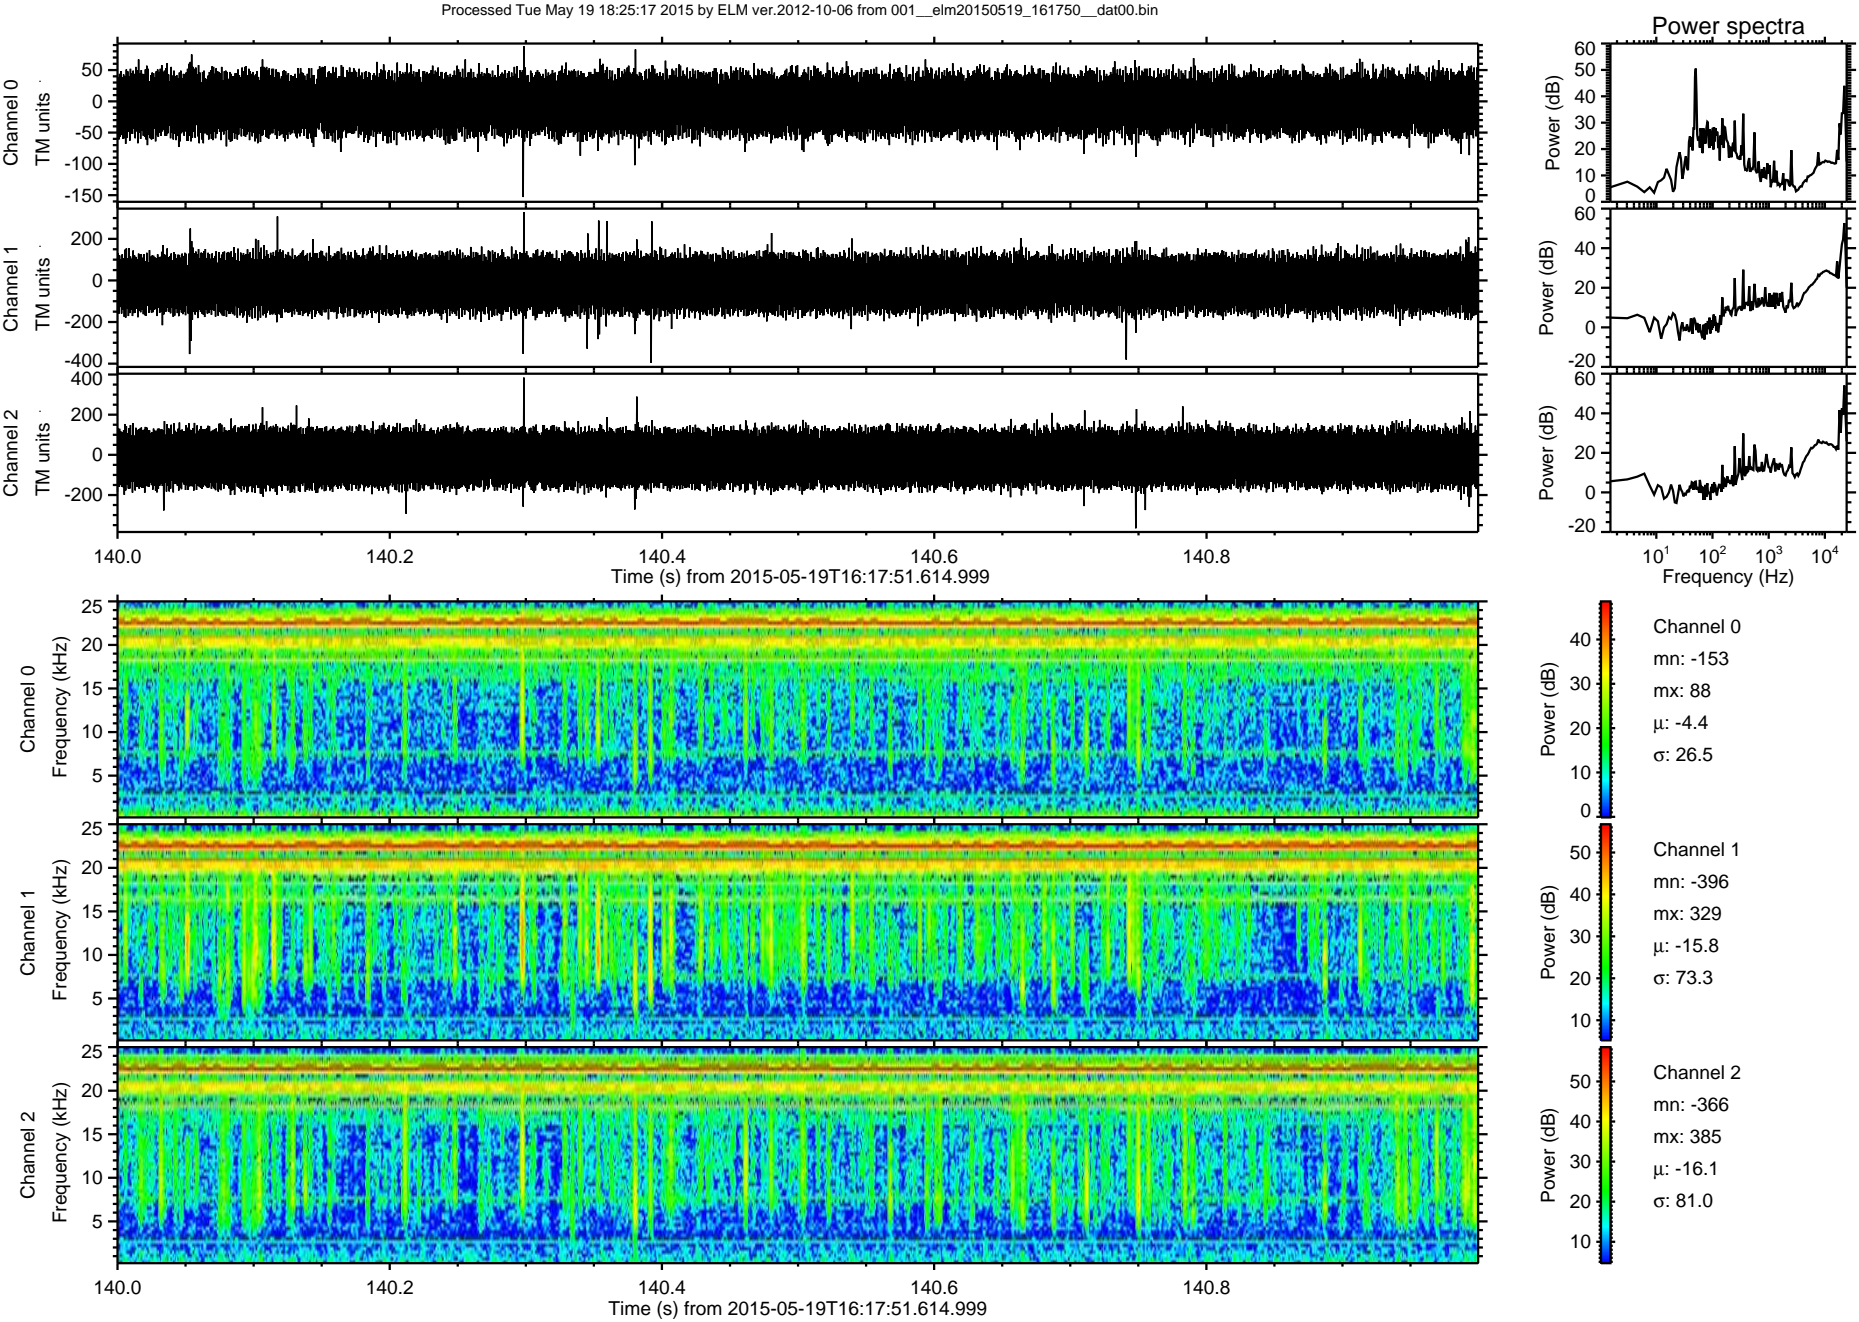 Processed Tue May 19 18:25:17 2015 by ELM ver.2012-10-06 from 001__elm20150519_161750__dat00.bin
Power spectra
Channel 0
TM units
50
0
-50
-100
-150
Power (dB)
60
50
40
30
20
10
0
Channel 1
TM units
200
0
-200
-400
Power (dB)
60
40
20
0
-20
Channel 2
TM units
400
200
0
-200
Power (dB)
60
40
20
0
-20
140.0 140.2 140.4 140.6 140.8
Time (s) from 2015-05-19T16:17:51.614.999
10¹ 10² 10³ 10⁴
Frequency (Hz)
Channel 0
Frequency (kHz)
25
20
15
10
5
Power (dB)
40
30
20
10
0
Channel 0
mn: -153
mx: 88
μ: -4.4
σ: 26.5
Channel 1
Frequency (kHz)
25
20
15
10
5
Power (dB)
50
40
30
20
10
Channel 1
mn: -396
mx: 329
μ: -15.8
σ: 73.3
Channel 2
Frequency (kHz)
25
20
15
10
5
Power (dB)
50
40
30
20
10
Channel 2
mn: -366
mx: 385
μ: -16.1
σ: 81.0
140.0 140.2 140.4 140.6 140.8
Time (s) from 2015-05-19T16:17:51.614.999